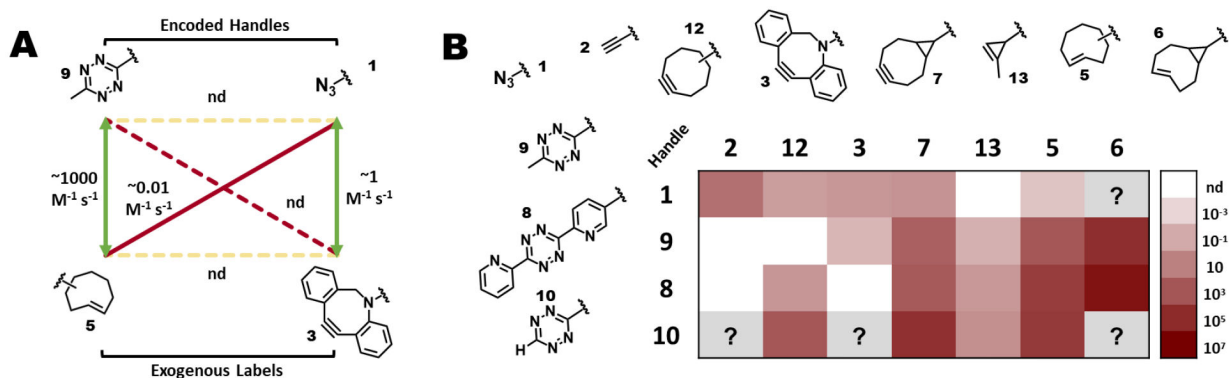 A
Encoded Handles
9
N N
N N
1
N₃
nd
~1000
M⁻¹ s⁻¹
~0.01
M⁻¹ s⁻¹
nd
~1
M⁻¹ s⁻¹
nd
5
3
N
Exogenous Labels
B
N₃ 1
2
12
3
N
7
13
5
6
9
N N
N N
8
N N
N N
N
N
10
N N
N N
H
Handle
2 12 3 7 13 5 6
1 ?
9
8
10 ? ? ?
nd
10⁻³
10⁻¹
10
10³
10⁵
10⁷